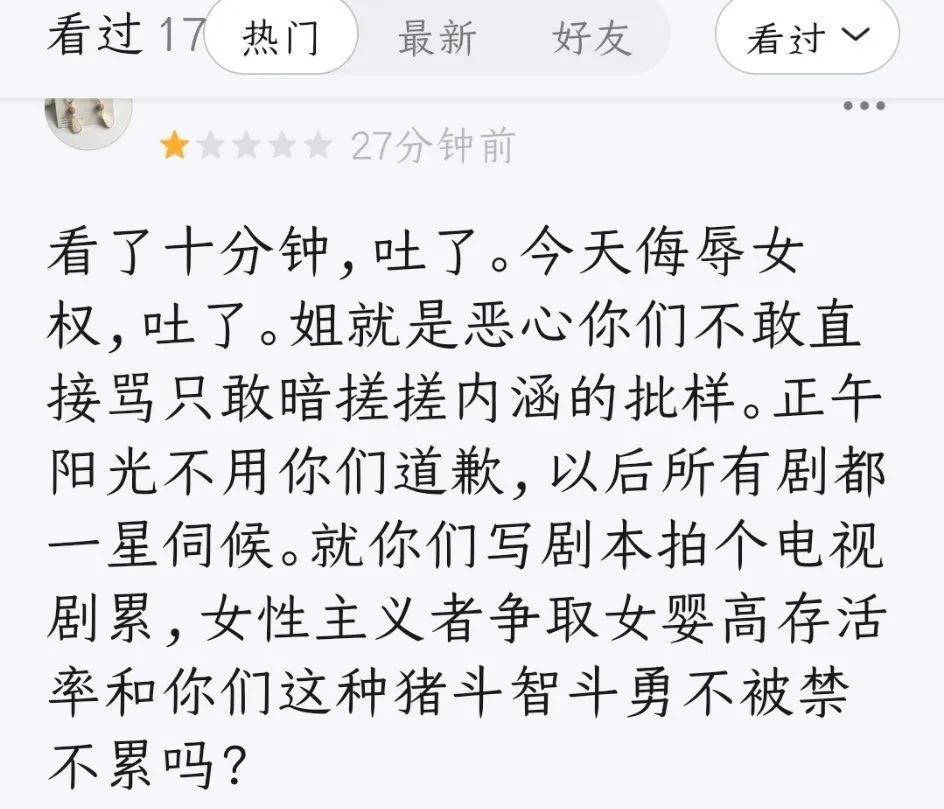 看过 17 热门 最新 好友 看过
27分钟前
看了十分钟,吐了。今天侮辱女
权,吐了。姐就是恶心你们不敢直
接骂只敢暗搓搓内涵的批样。正午
阳光不用你们道歉,以后所有剧都
一星伺候。就你们写剧本拍个电视
剧累,女性主义者争取女婴高存活
率和你们这种猪斗智斗勇不被禁
不累吗?